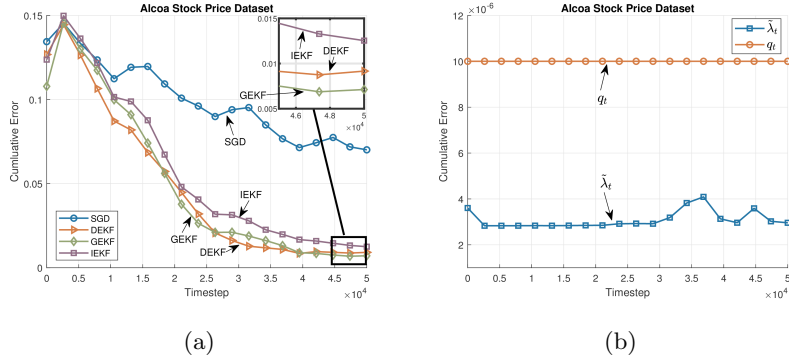 Alcoa Stock Price Dataset
Cumluative Error
0.15
0.1
0.05
0
0 0.5 1 1.5 2 2.5 3 3.5 4 4.5 5
×10⁴
Timestep
SGD
DEKF
GEKF
IEKF
SGD
IEKF
GEKF
DEKF
0.015
0.01
0.005
4.6 4.8 5
×10⁴
IEKF
DEKF
GEKF
(a)
Alcoa Stock Price Dataset
Cumulative Error
×10⁻⁶
12
10
8
6
4
2
0 0.5 1 1.5 2 2.5 3 3.5 4 4.5 5
×10⁴
Timestep
λ̃ₜ
qₜ
qₜ
λ̃ₜ
(b)